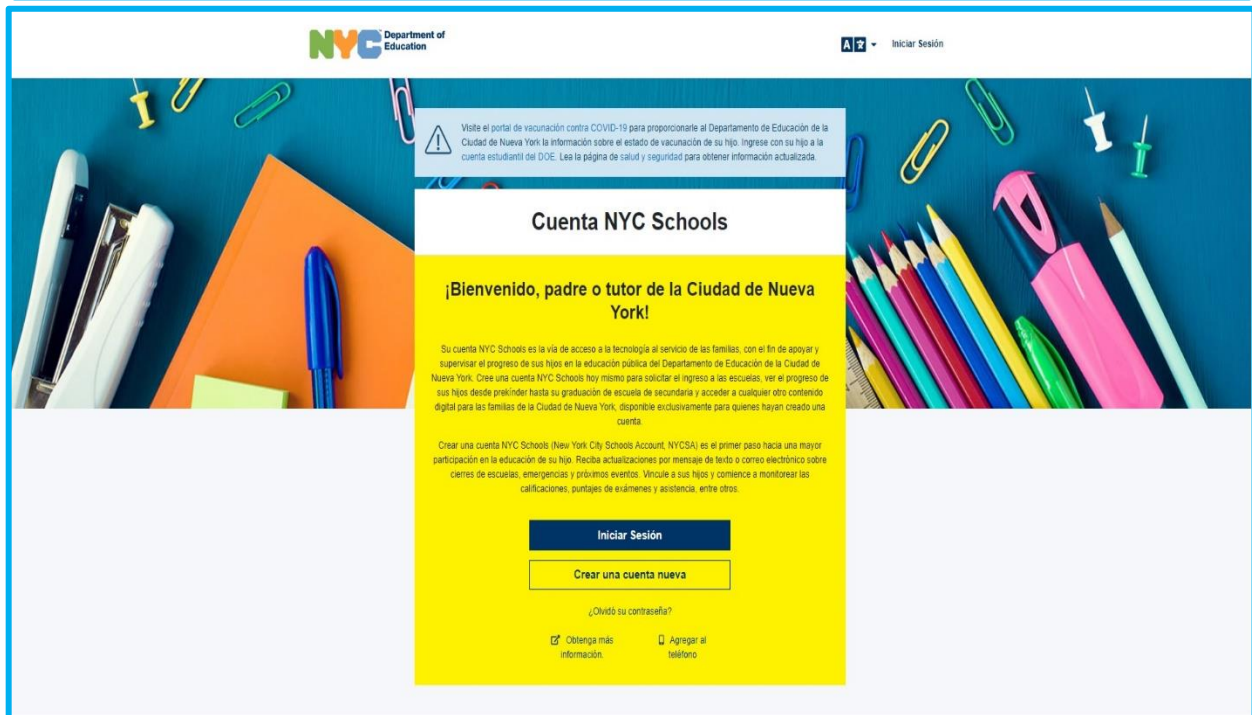 NYC Department of
Education
Iniciar Sesión
Visite el portal de vacunación contra COVID-19 para proporcionarle al Departamento de Educación de la
Ciudad de Nueva York la información sobre el estado de vacunación de su hijo. Ingrese con su hijo a la
cuenta estudiantil del DOE. Lea la página de salud y seguridad para obtener información actualizada.
Cuenta NYC Schools
¡Bienvenido, padre o tutor de la Ciudad de Nueva
York!
Su cuenta NYC Schools es la vía de acceso a la tecnología al servicio de las familias, con el fin de apoyar y
supervisar el progreso de sus hijos en la educación pública del Departamento de Educación de la Ciudad de
Nueva York. Cree una cuenta NYC Schools hoy mismo para solicitar el ingreso a las escuelas, ver el progreso de
sus hijos desde prekínder hasta su graduación de escuela de secundaria y acceder a cualquier otro contenido
digital para las familias de la Ciudad de Nueva York, disponible exclusivamente para quienes hayan creado una
cuenta.
Crear una cuenta NYC Schools (New York City Schools Account, NYCSA) es el primer paso hacia una mayor
participación en la educación de su hijo. Reciba actualizaciones por mensaje de texto o correo electrónico sobre
cierres de escuelas, emergencias y próximos eventos. Vincule a sus hijos y comience a monitorear las
calificaciones, puntajes de exámenes y asistencia, entre otros.
Iniciar Sesión
Crear una cuenta nueva
¿Olvidó su contraseña?
Obtenga más
información.
Agregar al
teléfono